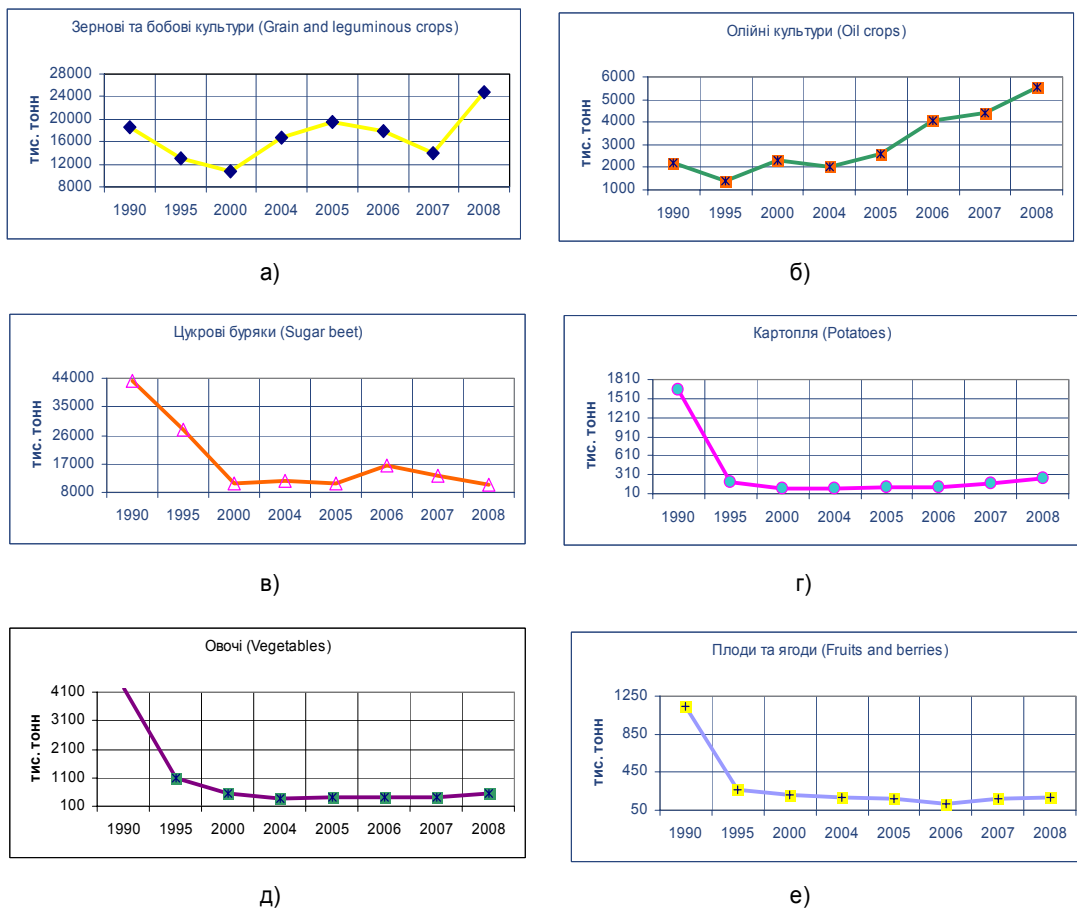 Зернові та бобові культури (Grain and leguminous crops)
тис. тонн
28000
24000
20000
16000
12000
8000
1990 1995 2000 2004 2005 2006 2007 2008
а)
Олійні культури (Oil crops)
тис. тонн
6000
5000
4000
3000
2000
1000
1990 1995 2000 2004 2005 2006 2007 2008
б)
Цукрові буряки (Sugar beet)
тис. тонн
44000
35000
26000
17000
8000
1990 1995 2000 2004 2005 2006 2007 2008
в)
Картопля (Potatoes)
тис. тонн
1810
1510
1210
910
610
310
10
1990 1995 2000 2004 2005 2006 2007 2008
г)
Овочі (Vegetables)
тис. тонн
4100
3100
2100
1100
100
1990 1995 2000 2004 2005 2006 2007 2008
д)
Плоди та ягоди (Fruits and berries)
тис. тонн
1250
850
450
50
1990 1995 2000 2004 2005 2006 2007 2008
е)